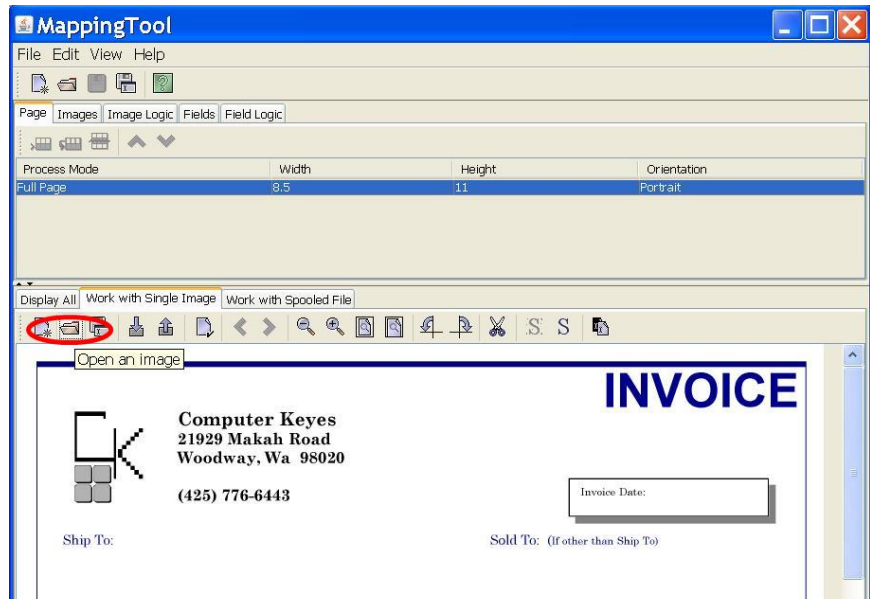 MappingTool
File Edit View Help
Page Images Image Logic Fields Field Logic
Process Mode Width Height Orientation
Full Page 8.5 11 Portrait
Display All Work with Single Image Work with Spooled File
S S
Open an image
INVOICE
Computer Keyes
21929 Makah Road
Woodway, Wa 98020
(425) 776-6443
Invoice Date:
Ship To: Sold To: (If other than Ship To)